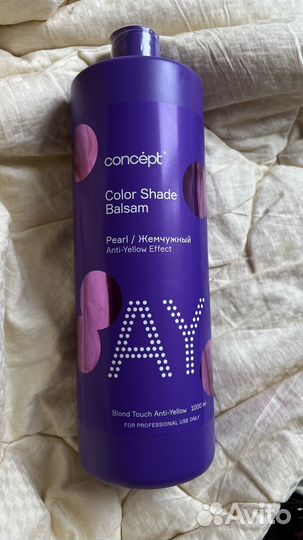 concépt
Color Shade
Balsam
Pearl / Жемчужный
Anti-Yellow Effect
AY
Blond Touch Anti-Yellow 1000 ml
FOR PROFESSIONAL USE ONLY
Avito